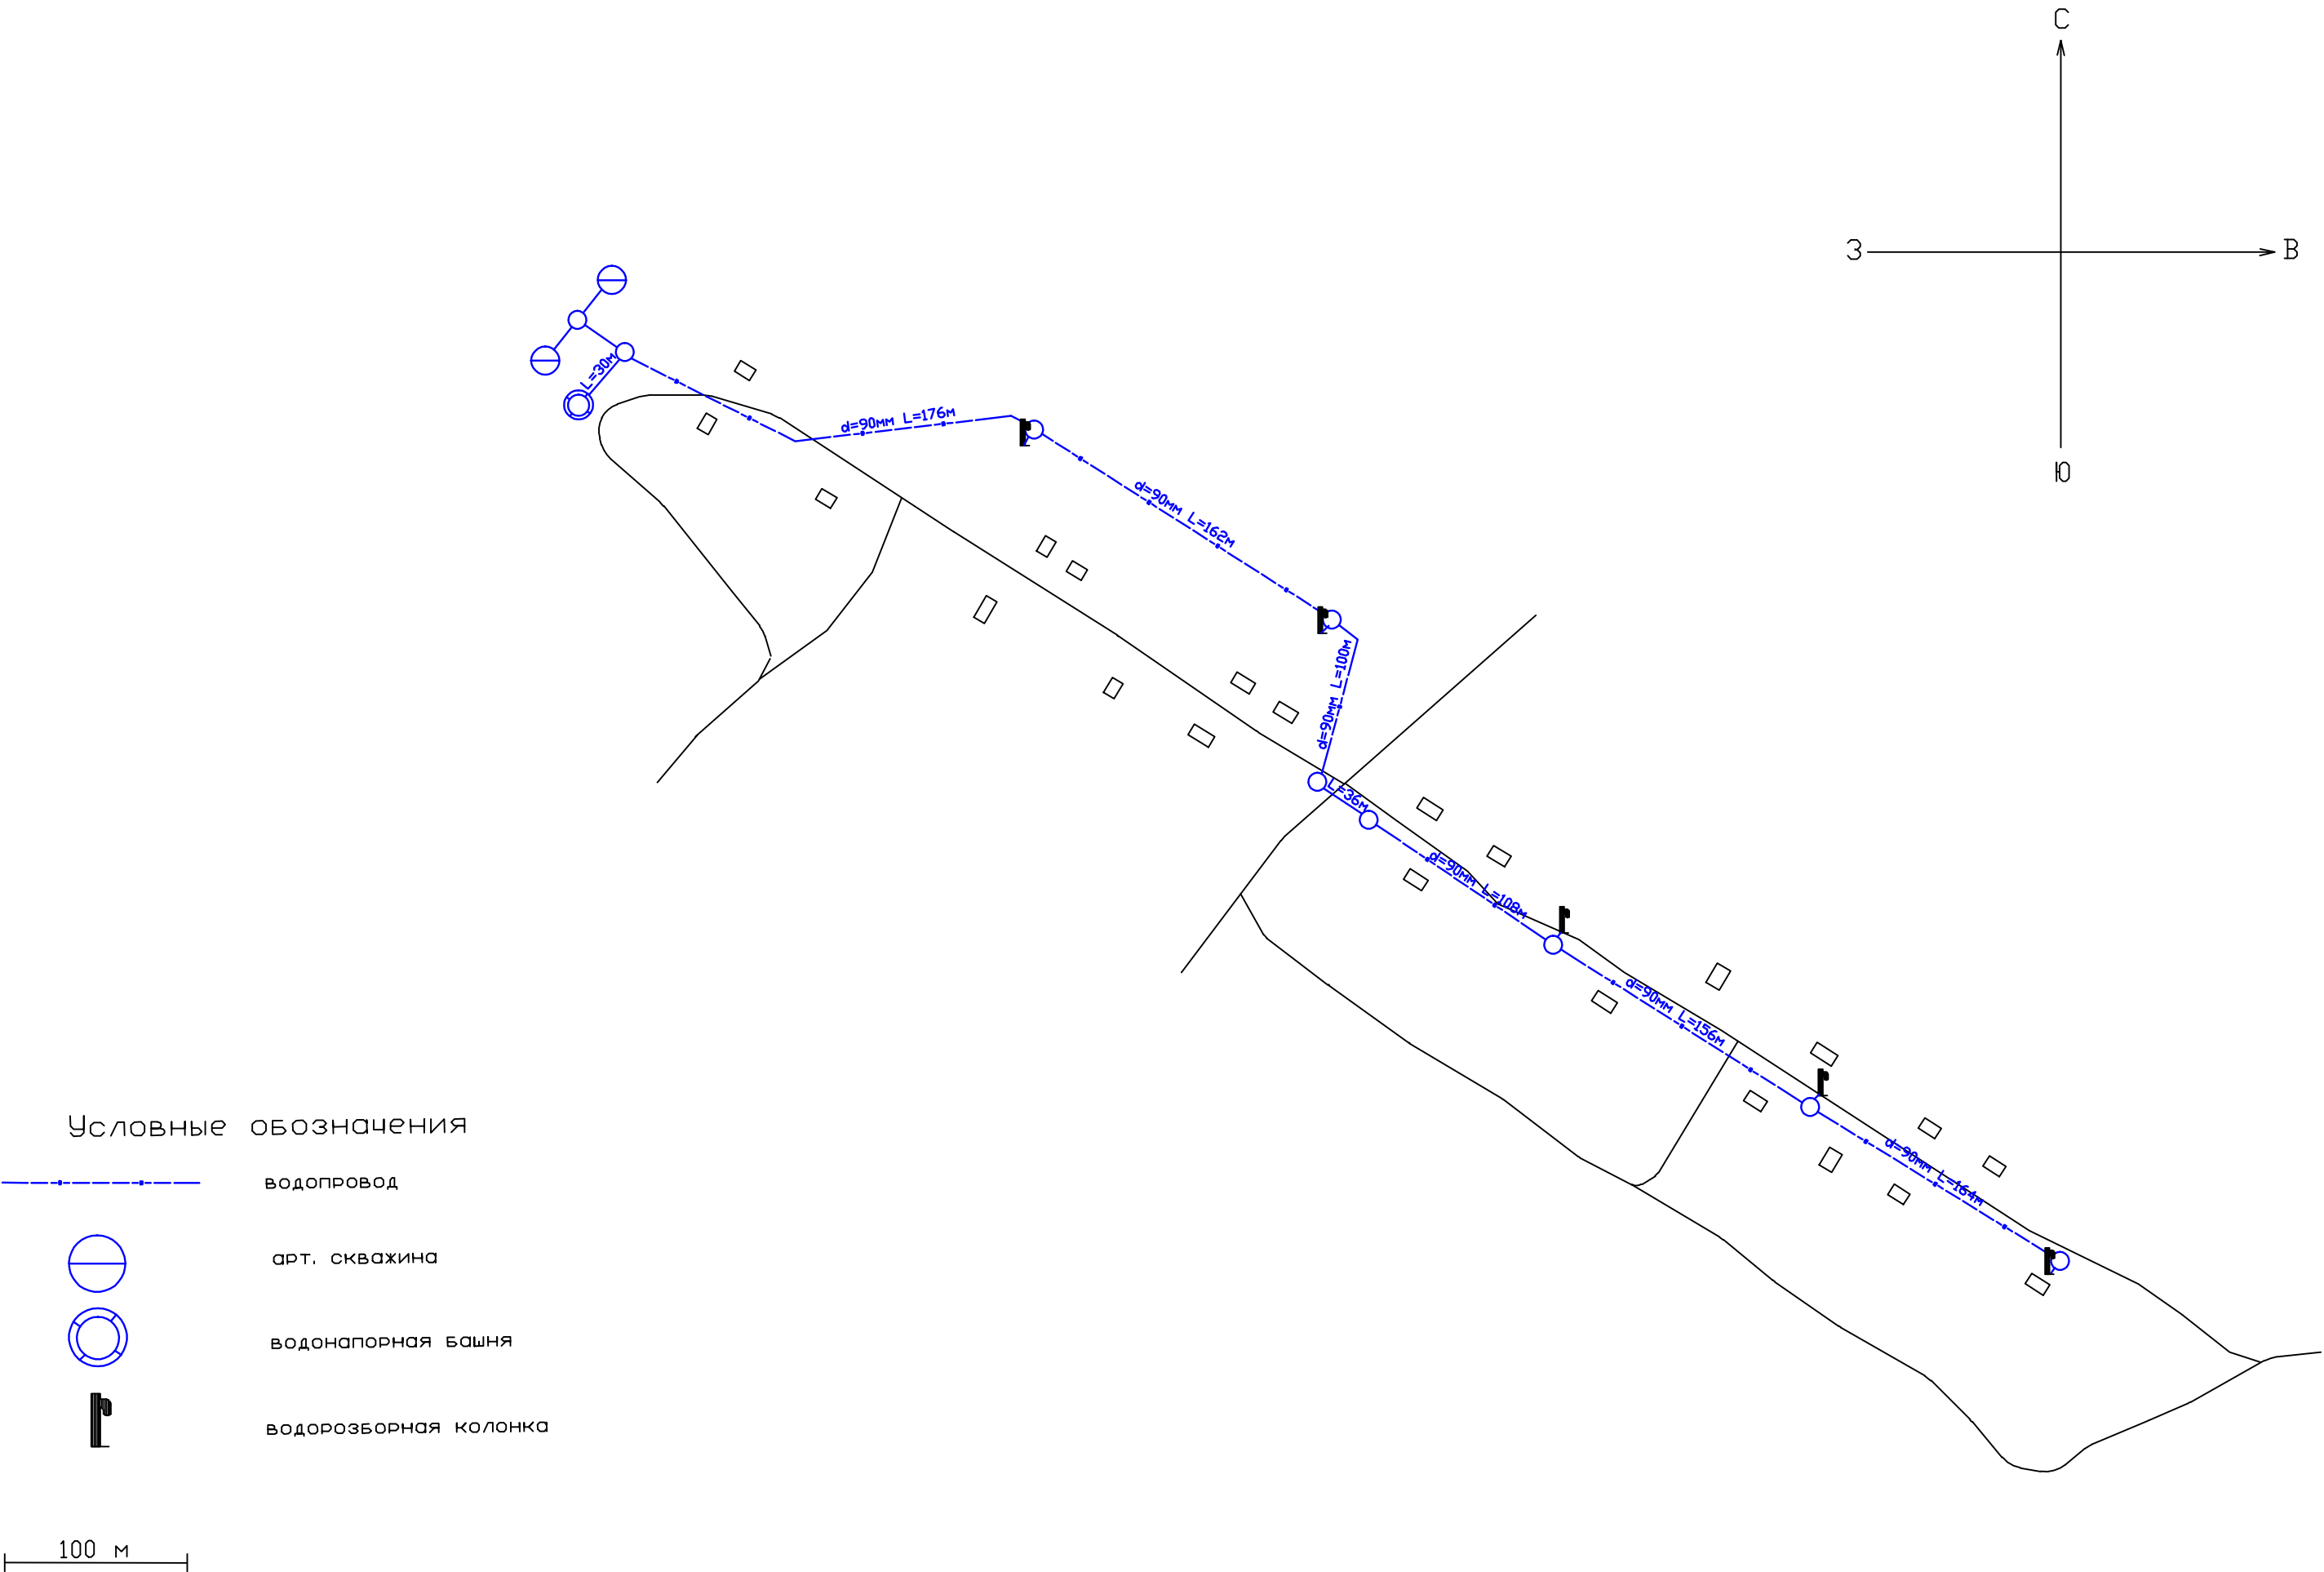 С
З
В
Ю
L=30м
d=90мм L=176м
d=90мм L=162м
d=90мм L=100м
L=36м
d=90мм L=108м
d=90мм L=156м
d=90мм L=164м
Условные обозначения
водопровод
арт. скважина
водонапорная башня
водорозборная колонка
100 м